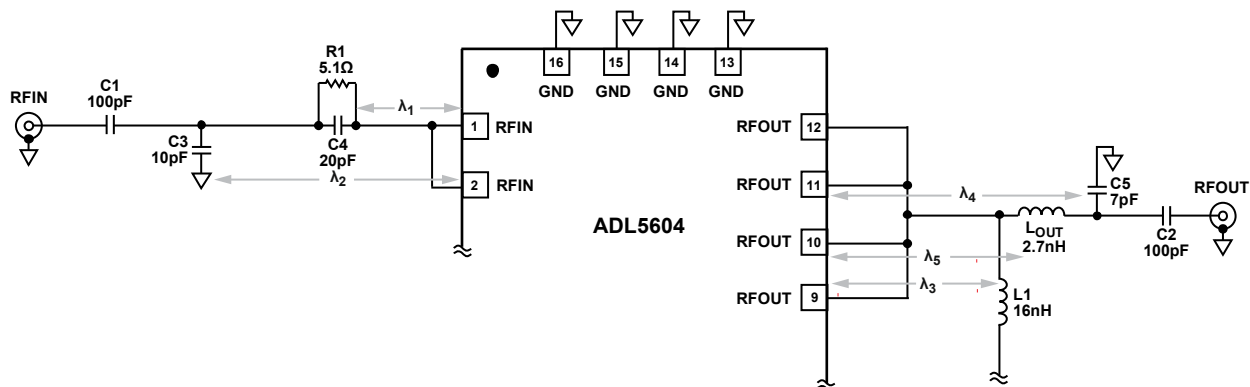 RFIN
C1
100pF
C3
10pF
R1
5.1Ω
C4
20pF
λ1
λ2
16
15
14
13
GND
GND
GND
GND
1
RFIN
2
RFIN
ADL5604
RFOUT
12
RFOUT
11
RFOUT
10
RFOUT
9
λ4
λ5
λ3
C5
7pF
LOUT
2.7nH
L1
16nH
C2
100pF
RFOUT